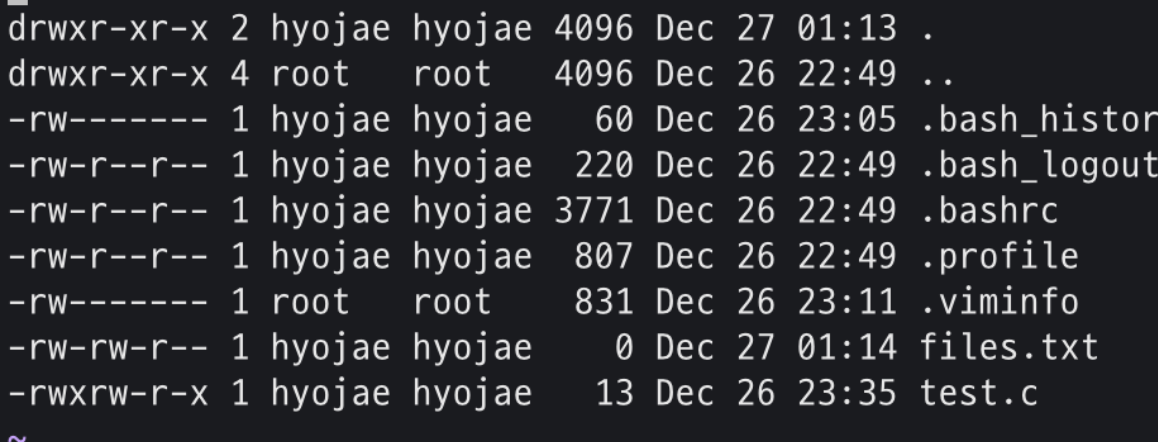 drwxr-xr-x 2 hyojae hyojae 4096 Dec 27 01:13 .
drwxr-xr-x 4 root   root   4096 Dec 26 22:49 ..
-rw------- 1 hyojae hyojae   60 Dec 26 23:05 .bash_histor
-rw-r--r-- 1 hyojae hyojae  220 Dec 26 22:49 .bash_logout
-rw-r--r-- 1 hyojae hyojae 3771 Dec 26 22:49 .bashrc
-rw-r--r-- 1 hyojae hyojae  807 Dec 26 22:49 .profile
-rw------- 1 root   root    831 Dec 26 23:11 .viminfo
-rw-rw-r-- 1 hyojae hyojae    0 Dec 27 01:14 files.txt
-rwxrw-r-x 1 hyojae hyojae   13 Dec 26 23:35 test.c
~